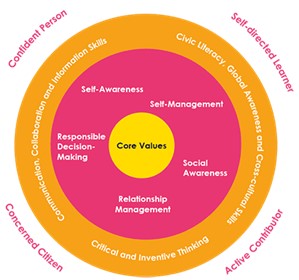 Confident Person
Self-directed Learner
Communication, Collaboration and Information Skills
Civic Literacy, Global Awareness and Cross-cultural Skills
Self-Awareness
Self-Management
Responsible
Decision-
Making
Core Values
Social
Awareness
Relationship
Management
Critical and Inventive Thinking
Concerned Citizen
Active Contributor